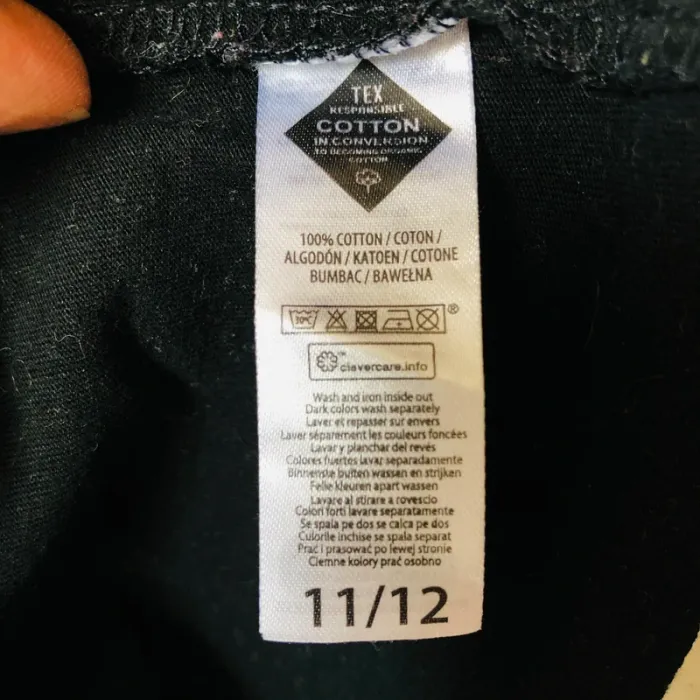 TEX
RESPONSIBLE
COTTON
IN CONVERSION
TO BECOMING ORGANIC
COTTON
100% COTTON / COTON /
ALGODÓN / KATOEN / COTONE
BUMBAC / BAWEŁNA
30°C
®
clevercare.info
Wash and iron inside out
Dark colors wash separately
Laver et repasser sur envers
Laver séparement les couleurs foncées
Lavar y planchar del revés
Colores fuertes lavar separadamente
Binnenste buiten wassen en strijken
Felle kleuren apart wassen
Lavare al stirare a rovescio
Colori forti lavare separatamente
Se spala pe dos se calca pe dos
Culorile inchise se spala separat
Prać i prasować po lewej stronie
Ciemne kolory prać osobno
11/12